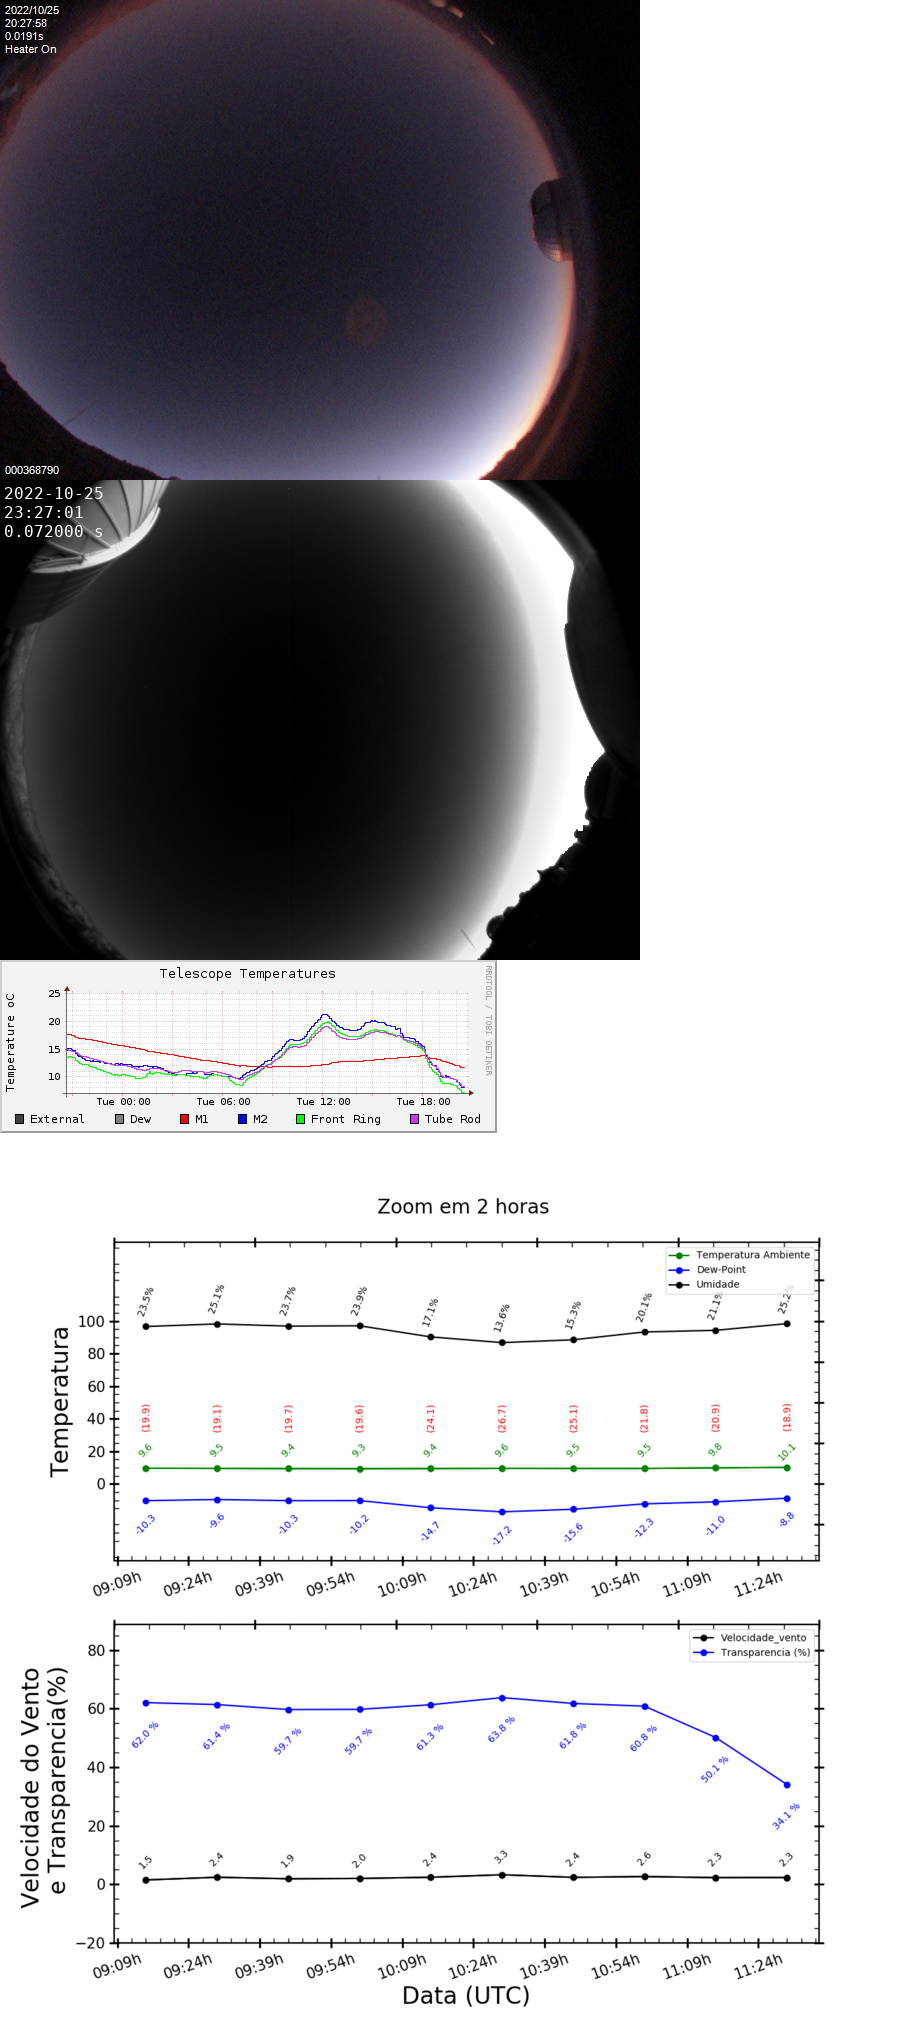 2022/10/25
20:27:58
0.0191s
Heater On
000368790
2022-10-25
23:27:01
0.072000 s
Telescope Temperatures
RRDTOOL / TOBI OETIKER
Temperature oC
25
20
15
10
Tue 00:00 Tue 06:00 Tue 12:00 Tue 18:00
External Dew M1 M2 Front Ring Tube Rod
Zoom em 2 horas
Temperatura Ambiente
Dew-Point
Umidade
Temperatura
100
80
60
40
20
0
23.5% 25.1% 23.7% 23.9% 17.1% 13.6% 15.3% 20.1% 21.1% 25.2%
(19.9) (19.1) (19.7) (19.6) (24.1) (26.7) (25.1) (21.8) (20.9) (18.9)
9.6 9.5 9.4 9.3 9.4 9.6 9.5 9.5 9.8 10.1
-10.3 -9.6 -10.3 -10.2 -14.7 -17.2 -15.6 -12.3 -11.0 -8.8
09:09h 09:24h 09:39h 09:54h 10:09h 10:24h 10:39h 10:54h 11:09h 11:24h
Velocidade_vento
Transparencia (%)
Velocidade do Vento
e Transparencia(%)
80
60
40
20
0
−20
62.0 % 61.4 % 59.7 % 59.7 % 61.3 % 63.8 % 61.8 % 60.8 % 50.1 % 34.1 %
1.5 2.4 1.9 2.0 2.4 3.3 2.4 2.6 2.3 2.3
09:09h 09:24h 09:39h 09:54h 10:09h 10:24h 10:39h 10:54h 11:09h 11:24h
Data (UTC)